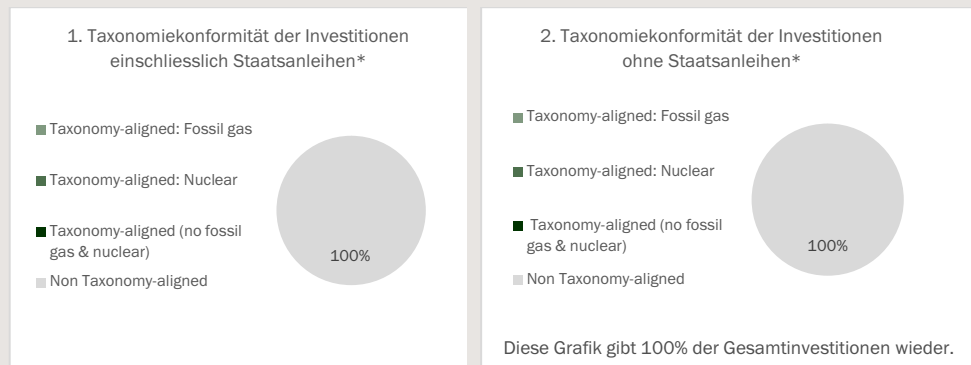 1. Taxonomiekonformität der Investitionen
einschliesslich Staatsanleihen*
Taxonomy-aligned: Fossil gas
Taxonomy-aligned: Nuclear
Taxonomy-aligned (no fossil
gas & nuclear)
Non Taxonomy-aligned
100%
2. Taxonomiekonformität der Investitionen
ohne Staatsanleihen*
Taxonomy-aligned: Fossil gas
Taxonomy-aligned: Nuclear
Taxonomy-aligned (no fossil
gas & nuclear)
Non Taxonomy-aligned
100%
Diese Grafik gibt 100% der Gesamtinvestitionen wieder.